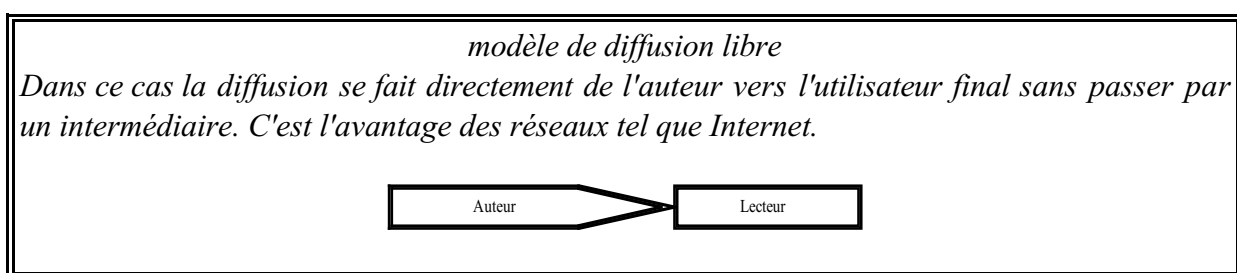 modèle de diffusion libre
Dans ce cas la diffusion se fait directement de l'auteur vers l'utilisateur final sans passer par
un intermédiaire. C'est l'avantage des réseaux tel que Internet.
Auteur
Lecteur